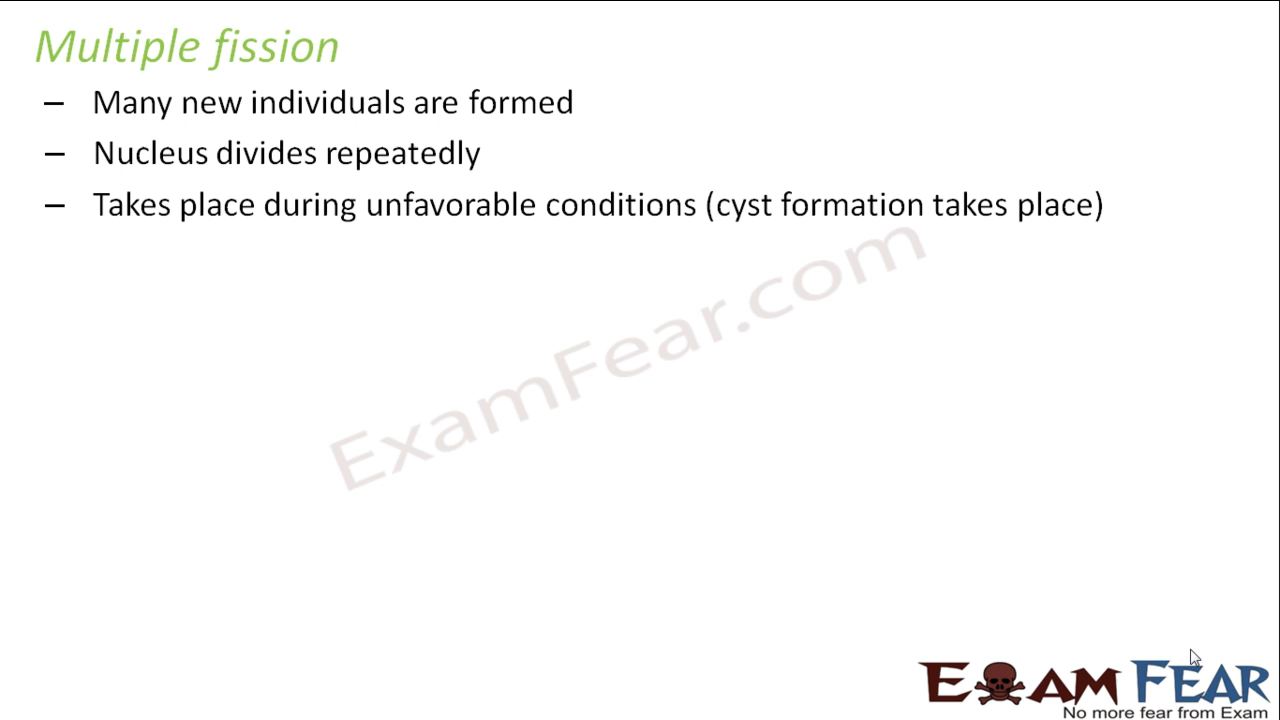 Multiple fission
– Many new individuals are formed
– Nucleus divides repeatedly
– Takes place during unfavorable conditions (cyst formation takes place)
ExamFear.com
EXAM FEAR
No more fear from Exam